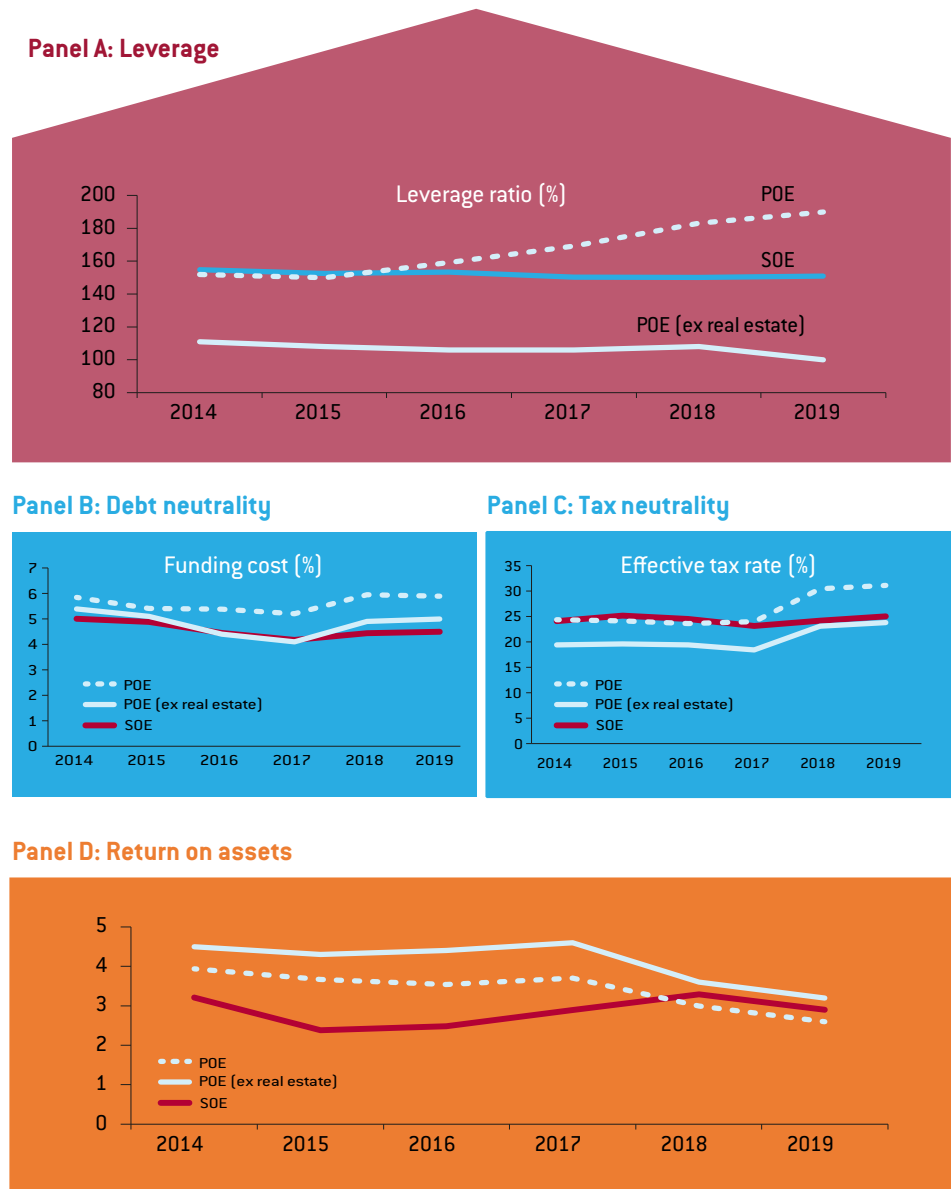 Panel A: Leverage
Leverage ratio (%)
200
180
160
140
120
100
80
POE
SOE
POE (ex real estate)
2014 2015 2016 2017 2018 2019
Panel B: Debt neutrality
Funding cost (%)
7
6
5
4
3
2
1
0
POE
POE (ex real estate)
SOE
2014 2015 2016 2017 2018 2019
Panel C: Tax neutrality
Effective tax rate (%)
35
30
25
20
15
10
5
0
POE
POE (ex real estate)
SOE
2014 2015 2016 2017 2018 2019
Panel D: Return on assets
5
4
3
2
1
0
POE
POE (ex real estate)
SOE
2014 2015 2016 2017 2018 2019